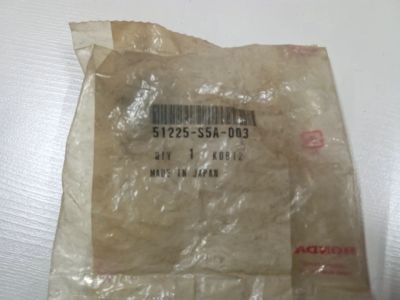 51225-S5A-003
QTY 1 K0812
MADE IN JAPAN
HONDA